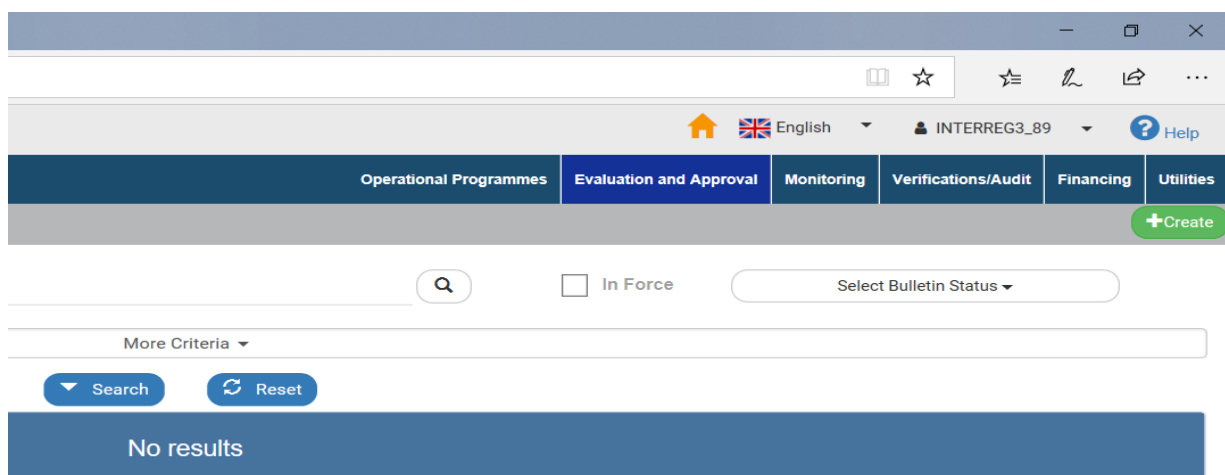 English INTERREG3_89 Help
Operational Programmes Evaluation and Approval Monitoring Verifications/Audit Financing Utilities
Create
In Force Select Bulletin Status
More Criteria
Search Reset
No results